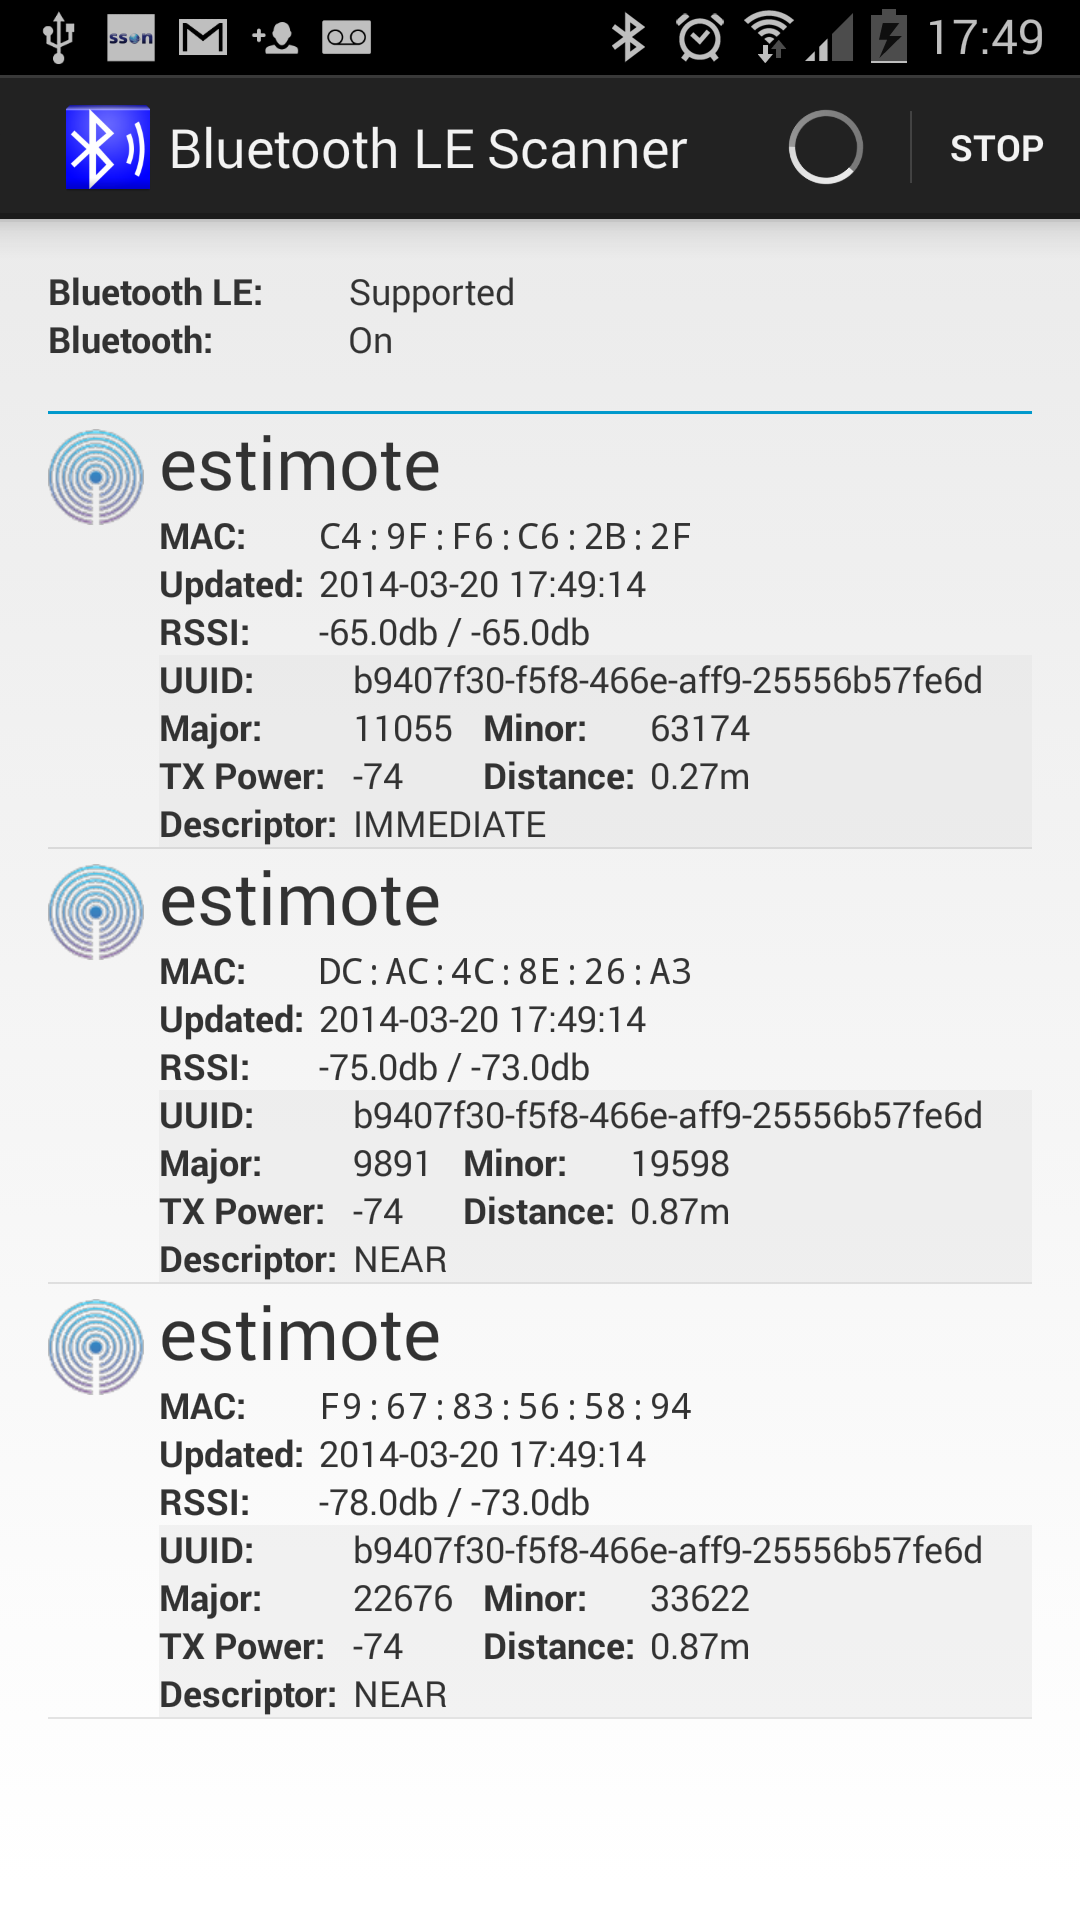 sson 17:49
Bluetooth LE Scanner STOP
Bluetooth LE: Supported
Bluetooth: On
estimote
MAC: C4:9F:F6:C6:2B:2F
Updated: 2014-03-20 17:49:14
RSSI: -65.0db / -65.0db
UUID: b9407f30-f5f8-466e-aff9-25556b57fe6d
Major: 11055 Minor: 63174
TX Power: -74 Distance: 0.27m
Descriptor: IMMEDIATE
estimote
MAC: DC:AC:4C:8E:26:A3
Updated: 2014-03-20 17:49:14
RSSI: -75.0db / -73.0db
UUID: b9407f30-f5f8-466e-aff9-25556b57fe6d
Major: 9891 Minor: 19598
TX Power: -74 Distance: 0.87m
Descriptor: NEAR
estimote
MAC: F9:67:83:56:58:94
Updated: 2014-03-20 17:49:14
RSSI: -78.0db / -73.0db
UUID: b9407f30-f5f8-466e-aff9-25556b57fe6d
Major: 22676 Minor: 33622
TX Power: -74 Distance: 0.87m
Descriptor: NEAR